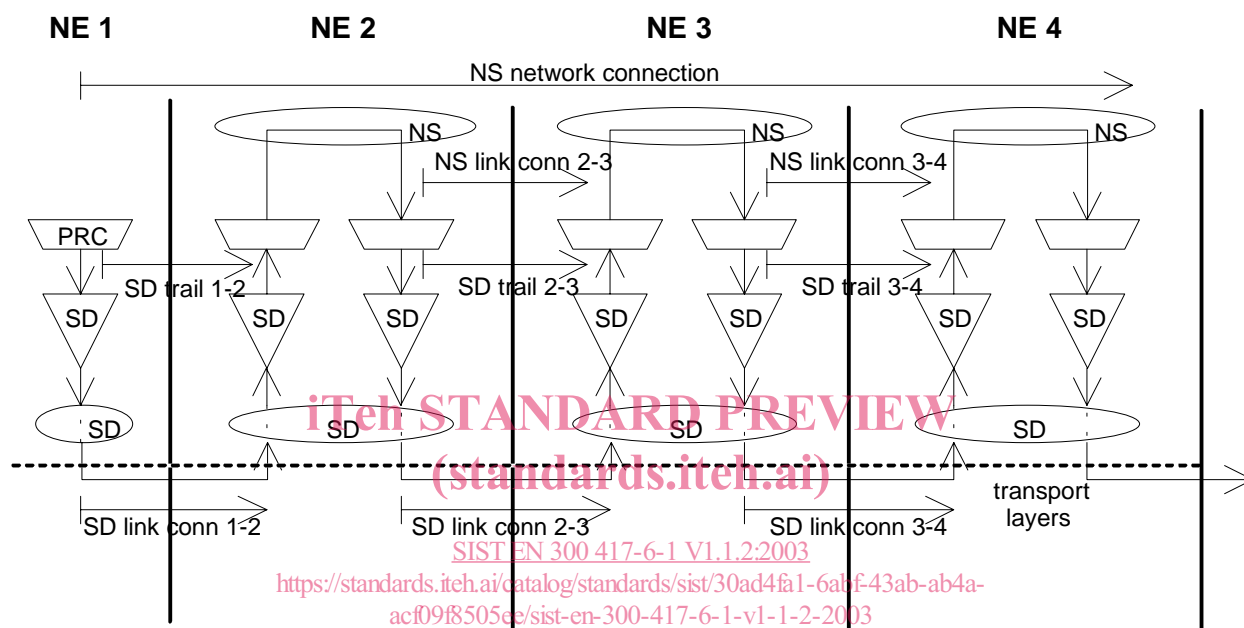 NE 1 NE 2 NE 3 NE 4
NS network connection
NS NS NS
NS link conn 2-3 NS link conn 3-4
PRC
SD trail 1-2 SD trail 2-3 SD trail 3-4
SD SD SD SD SD SD SD
iTeh STANDARD PREVIEW
SD SD SD SD
(standards.iteh.ai)
transport
layers
SD link conn 1-2 SD link conn 2-3 SD link conn 3-4
SIST EN 300 417-6-1 V1.1.2:2003
https://standards.iteh.ai/catalog/standards/sist/30ad4fa1-6abf-43ab-ab4a-
acf09f8505ee/sist-en-300-417-6-1-v1-1-2-2003